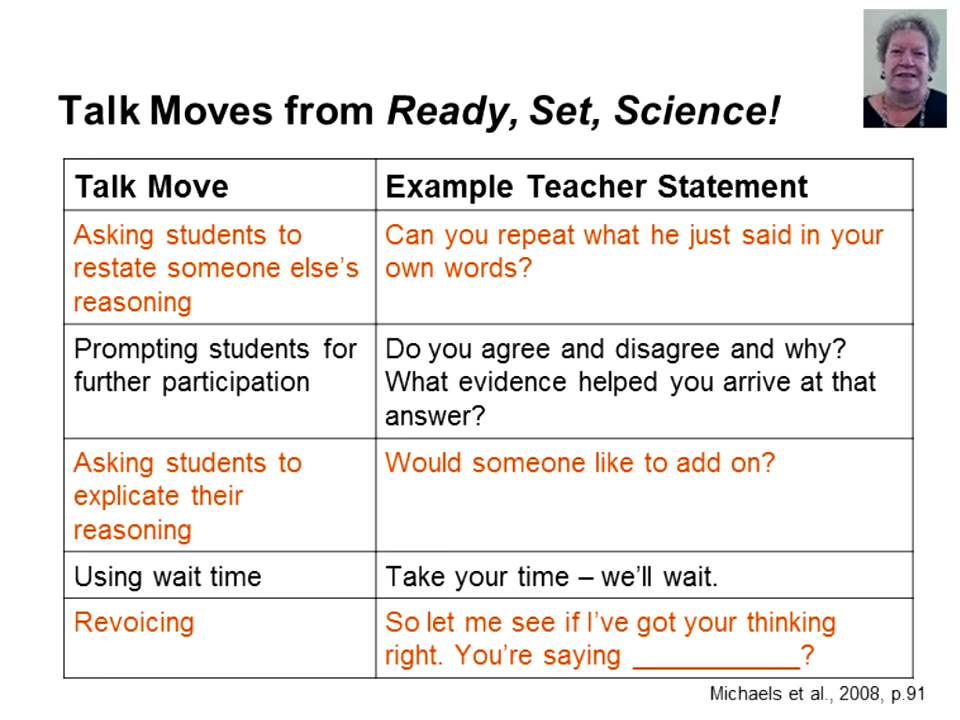 Talk Moves from Ready, Set, Science!
Talk Move
Example Teacher Statement
Asking students to
restate someone else's
reasoning
Can you repeat what he just said in your
own words?
Prompting students for
further participation
Do you agree and disagree and why?
What evidence helped you arrive at that
answer?
Asking students to
explicate their
reasoning
Would someone like to add on?
Using wait time
Take your time – we'll wait.
Revoicing
So let me see if I've got your thinking
right. You're saying ___________?
Michaels et al., 2008, p.91